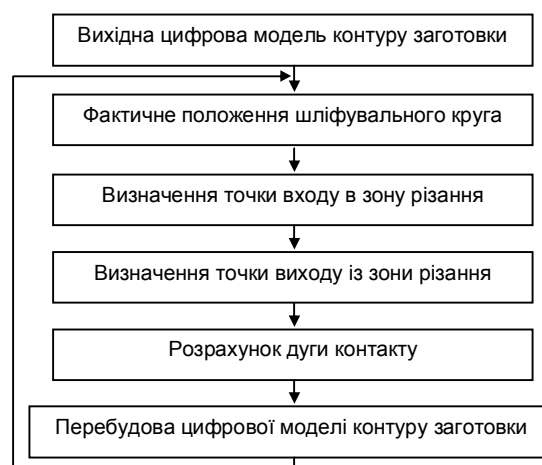 Вихідна цифрова модель контуру заготовки
Фактичне положення шліфувального круга
Визначення точки входу в зону різання
Визначення точки виходу із зони різання
Розрахунок дуги контакту
Перебудова цифрової моделі контуру заготовки